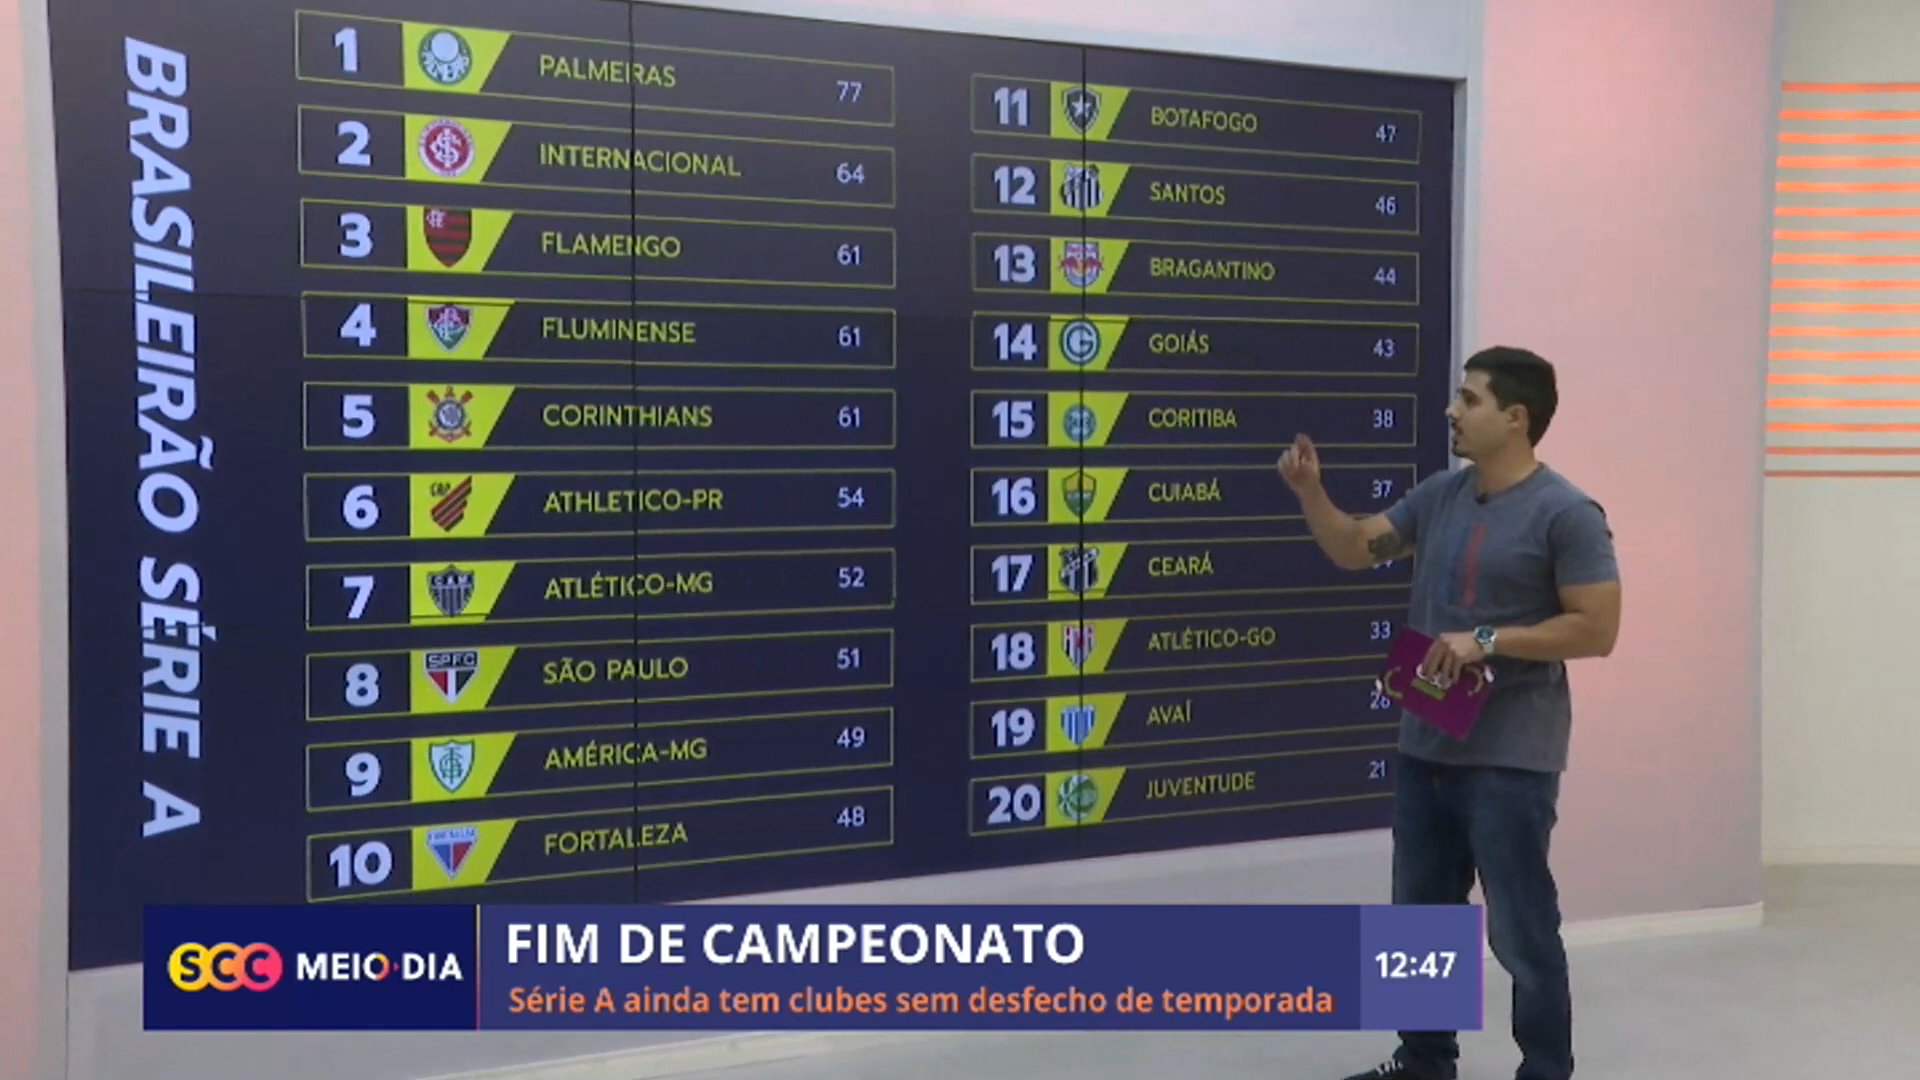 BRASILEIRÃO SÉRIE A
1 PALMEIRAS 77
2 INTERNACIONAL 64
3 FLAMENGO 61
4 FLUMINENSE 61
5 CORINTHIANS 61
6 ATHLETICO-PR 54
7 ATLÉTICO-MG 52
8 SPFC SÃO PAULO 51
9 AMÉRICA-MG 49
10 FORTALEZA 48
11 BOTAFOGO 47
12 SANTOS 46
13 BRAGANTINO 44
14 GOIÁS 43
15 CORITIBA 38
16 CUIABÁ 37
17 CEARÁ
18 ATLÉTICO-GO 33
19 AVAÍ
20 JUVENTUDE 21
SCC MEIO-DIA
FIM DE CAMPEONATO
Série A ainda tem clubes sem desfecho de temporada
12:47